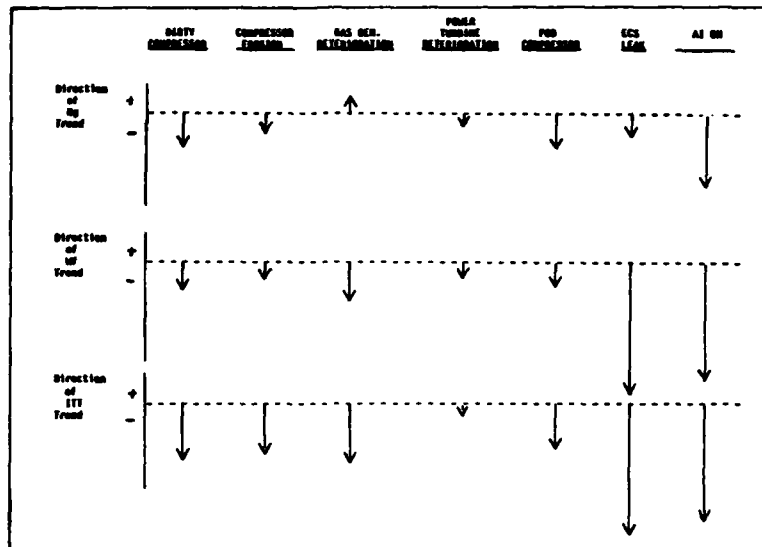 DIRTY COMPRESSOR
COMPRESSOR EROSION
GAS GEN. DETERIORATION
POWER TURBINE DETERIORATION
FOD COMPRESSOR
ECS LEAK
AI ON
Direction
of
Ng
Trend
+
−
Direction
of
WF
Trend
+
−
Direction
of
ITT
Trend
+
−